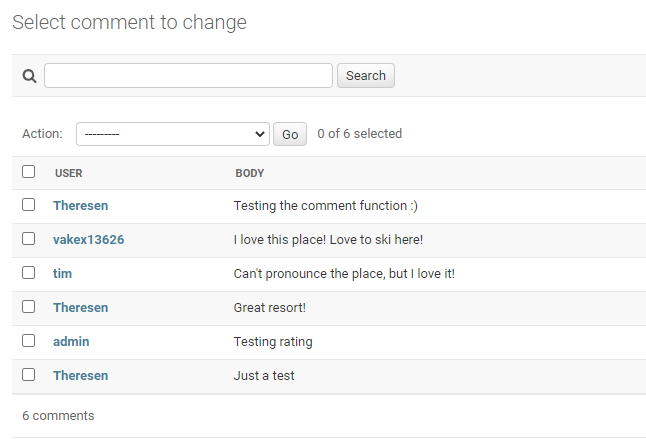 Select comment to change
Search
Action: --------- Go 0 of 6 selected
USER BODY
Theresen Testing the comment function :)
vakex13626 I love this place! Love to ski here!
tim Can't pronounce the place, but I love it!
Theresen Great resort!
admin Testing rating
Theresen Just a test
6 comments